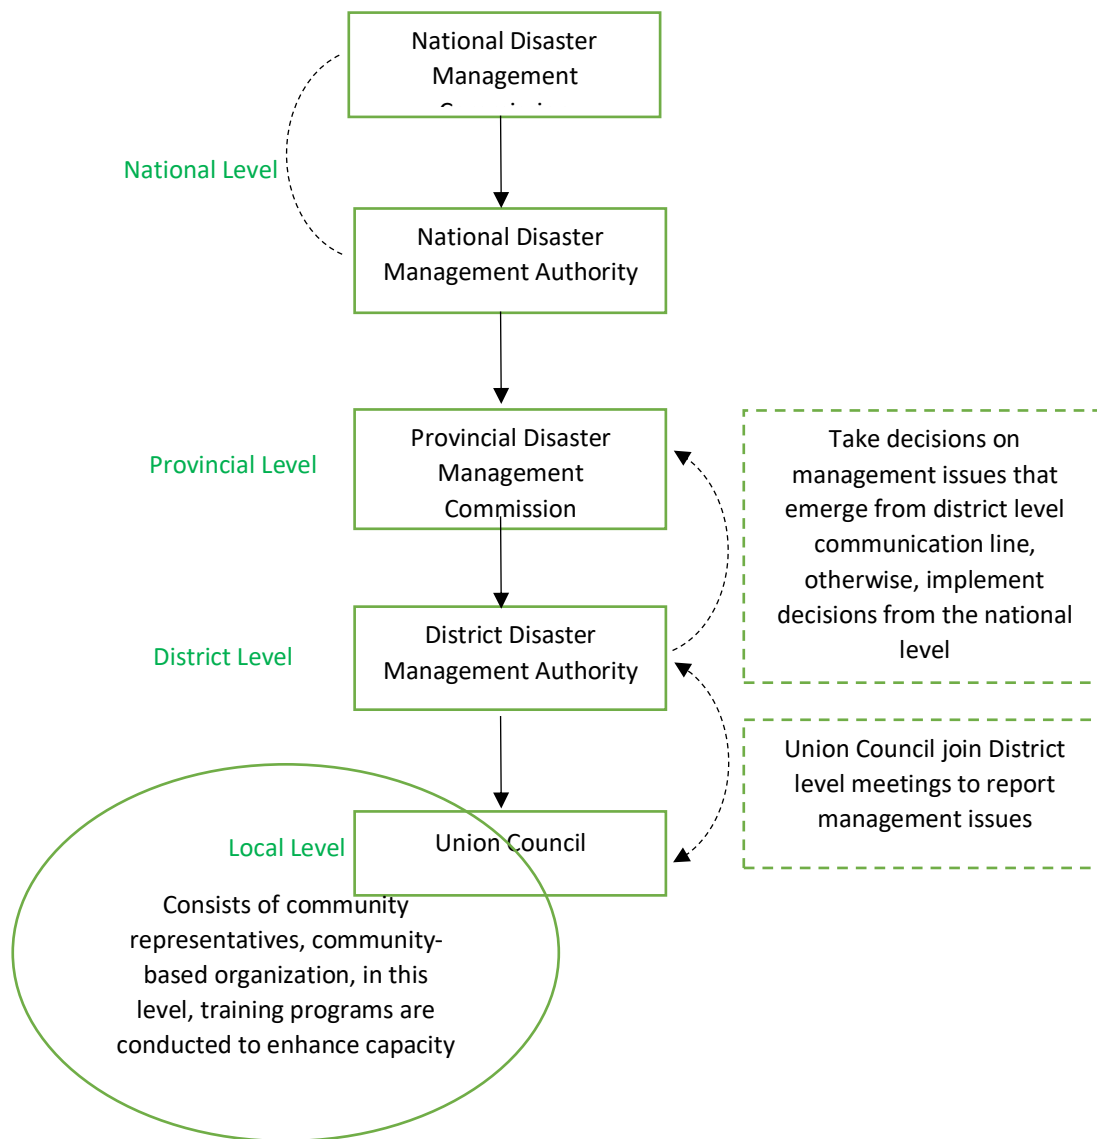 National Disaster
Management
National Level
National Disaster
Management Authority
Provincial Level
Provincial Disaster
Management
Commission
Take decisions on
management issues that
emerge from district level
communication line,
otherwise, implement
decisions from the national
level
District Level
District Disaster
Management Authority
Union Council join District
level meetings to report
management issues
Local Level
Union Council
Consists of community
representatives, community-
based organization, in this
level, training programs are
conducted to enhance capacity